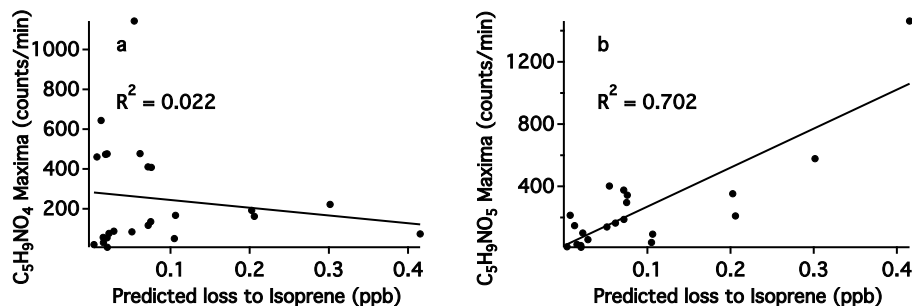 a
R² = 0.022
C₅H₉NO₄ Maxima (counts/min)
1000
800
600
400
200
0.1 0.2 0.3 0.4
Predicted loss to Isoprene (ppb)
b
R² = 0.702
C₅H₉NO₅ Maxima (counts/min)
1200
800
400
0.1 0.2 0.3 0.4
Predicted loss to Isoprene (ppb)